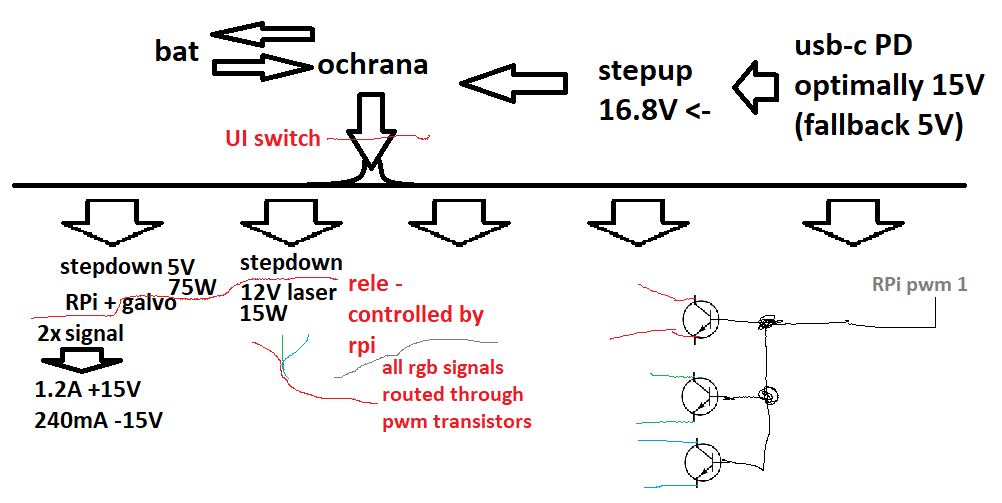 bat
ochrana
stepup
16.8V <-
usb-c PD
optimally 15V
(fallback 5V)
UI switch
stepdown 5V
75W
RPi + galvo
2x signal
1.2A +15V
240mA -15V
stepdown
12V laser
15W
rele -
controlled by
rpi
all rgb signals
routed through
pwm transistors
RPi pwm 1